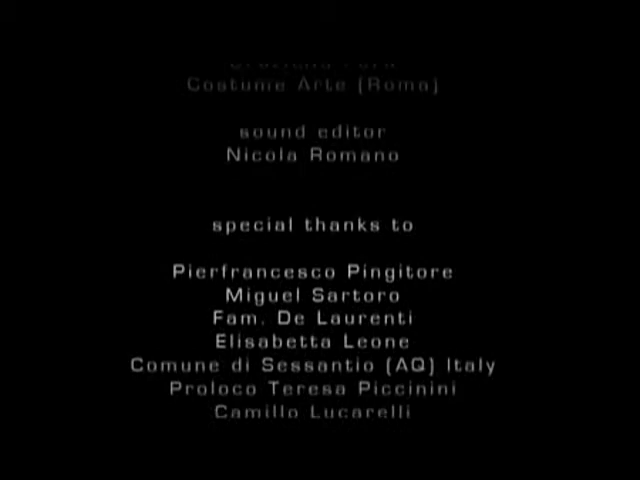 Costume Arte (Roma)
sound editor
Nicola Romano
special thanks to
Pierfrancesco Pingitore
Miguel Sartoro
Fam. De Laurenti
Elisabetta Leone
Comune di Sessantio (AQ) Italy
Proloco Teresa Piccinini
Camillo Lucarelli